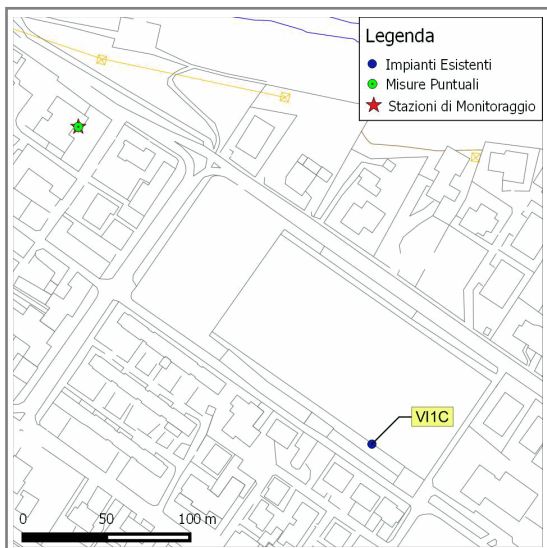 Legenda
Impianti Esistenti
Misure Puntuali
Stazioni di Monitoraggio
VI1C
0 50 100 m